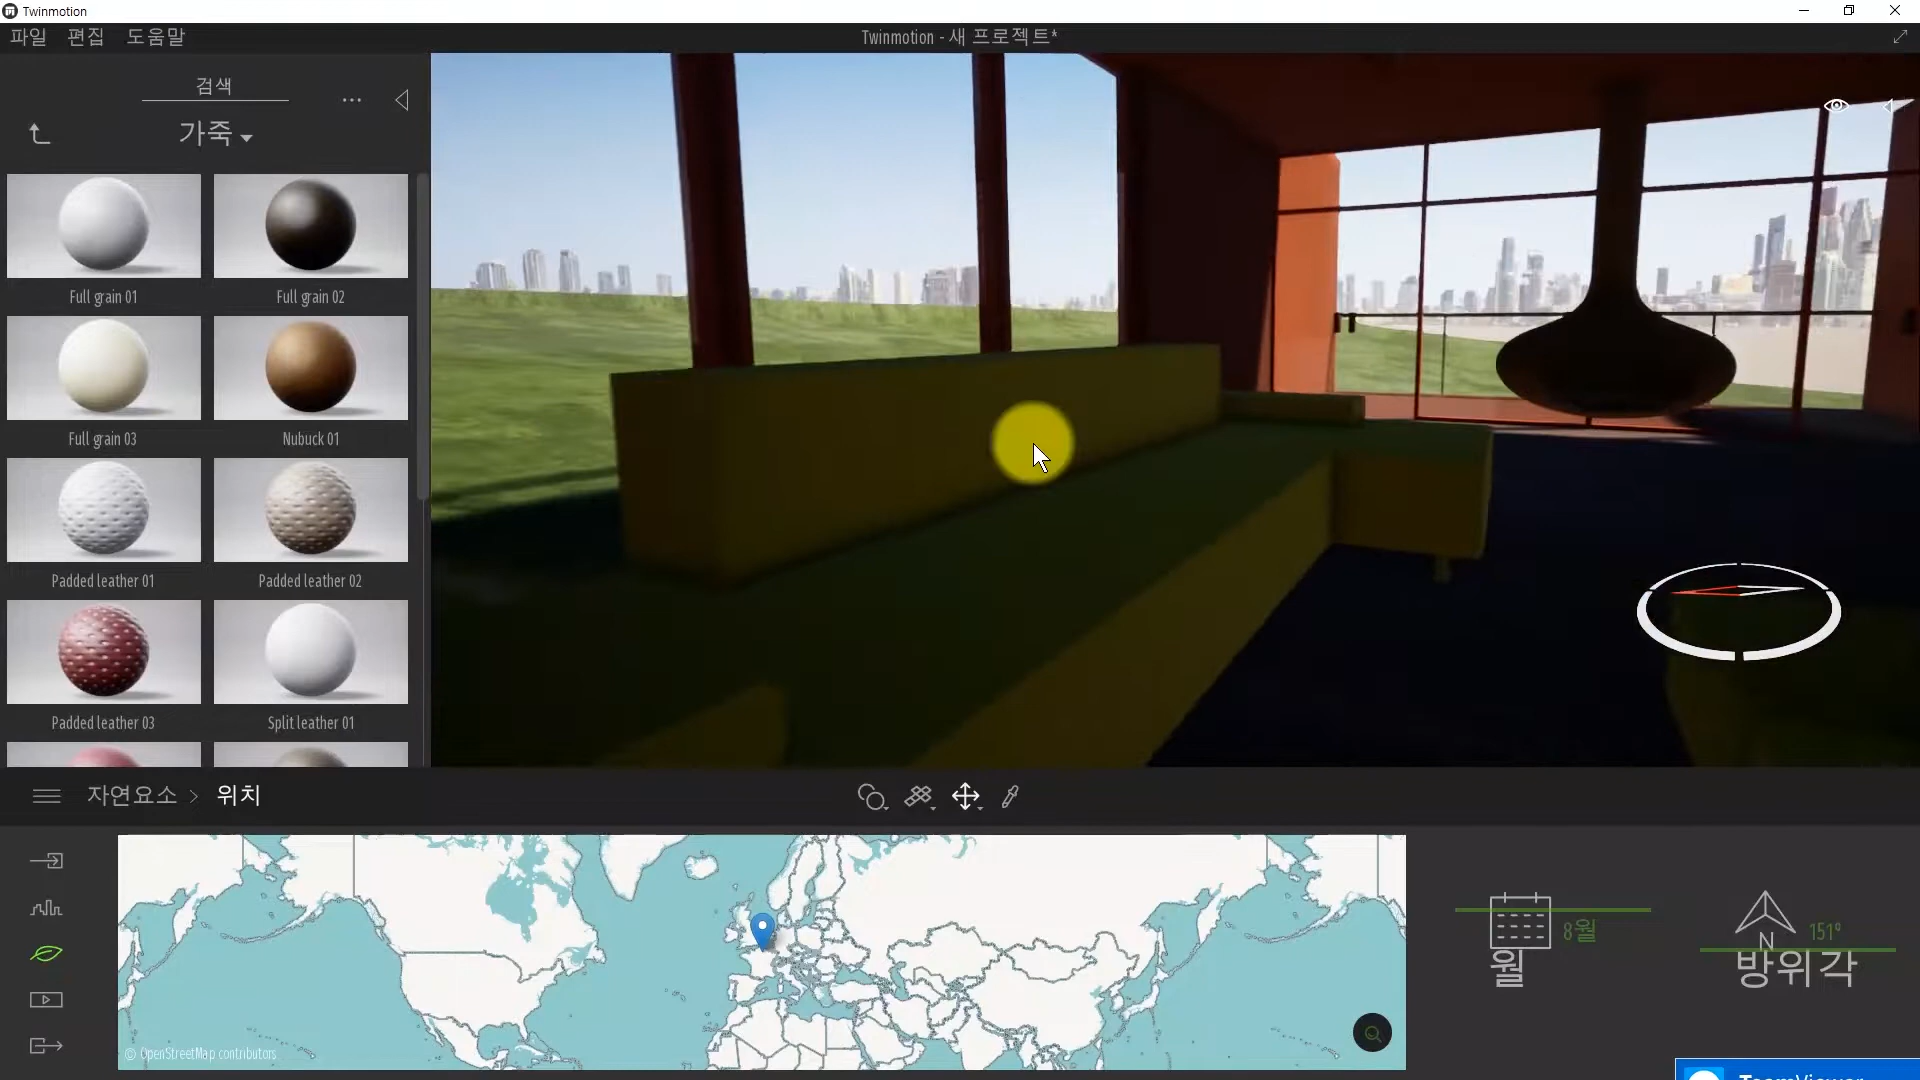 Twinmotion
파일 편집 도움말
Twinmotion - 새 프로젝트*
검색
가죽
Full grain 01
Full grain 02
Full grain 03
Nubuck 01
Padded leather 01
Padded leather 02
Padded leather 03
Split leather 01
자연요소 > 위치
8월
월
N
151°
방위각
© OpenStreetMap contributors
TeamViewer